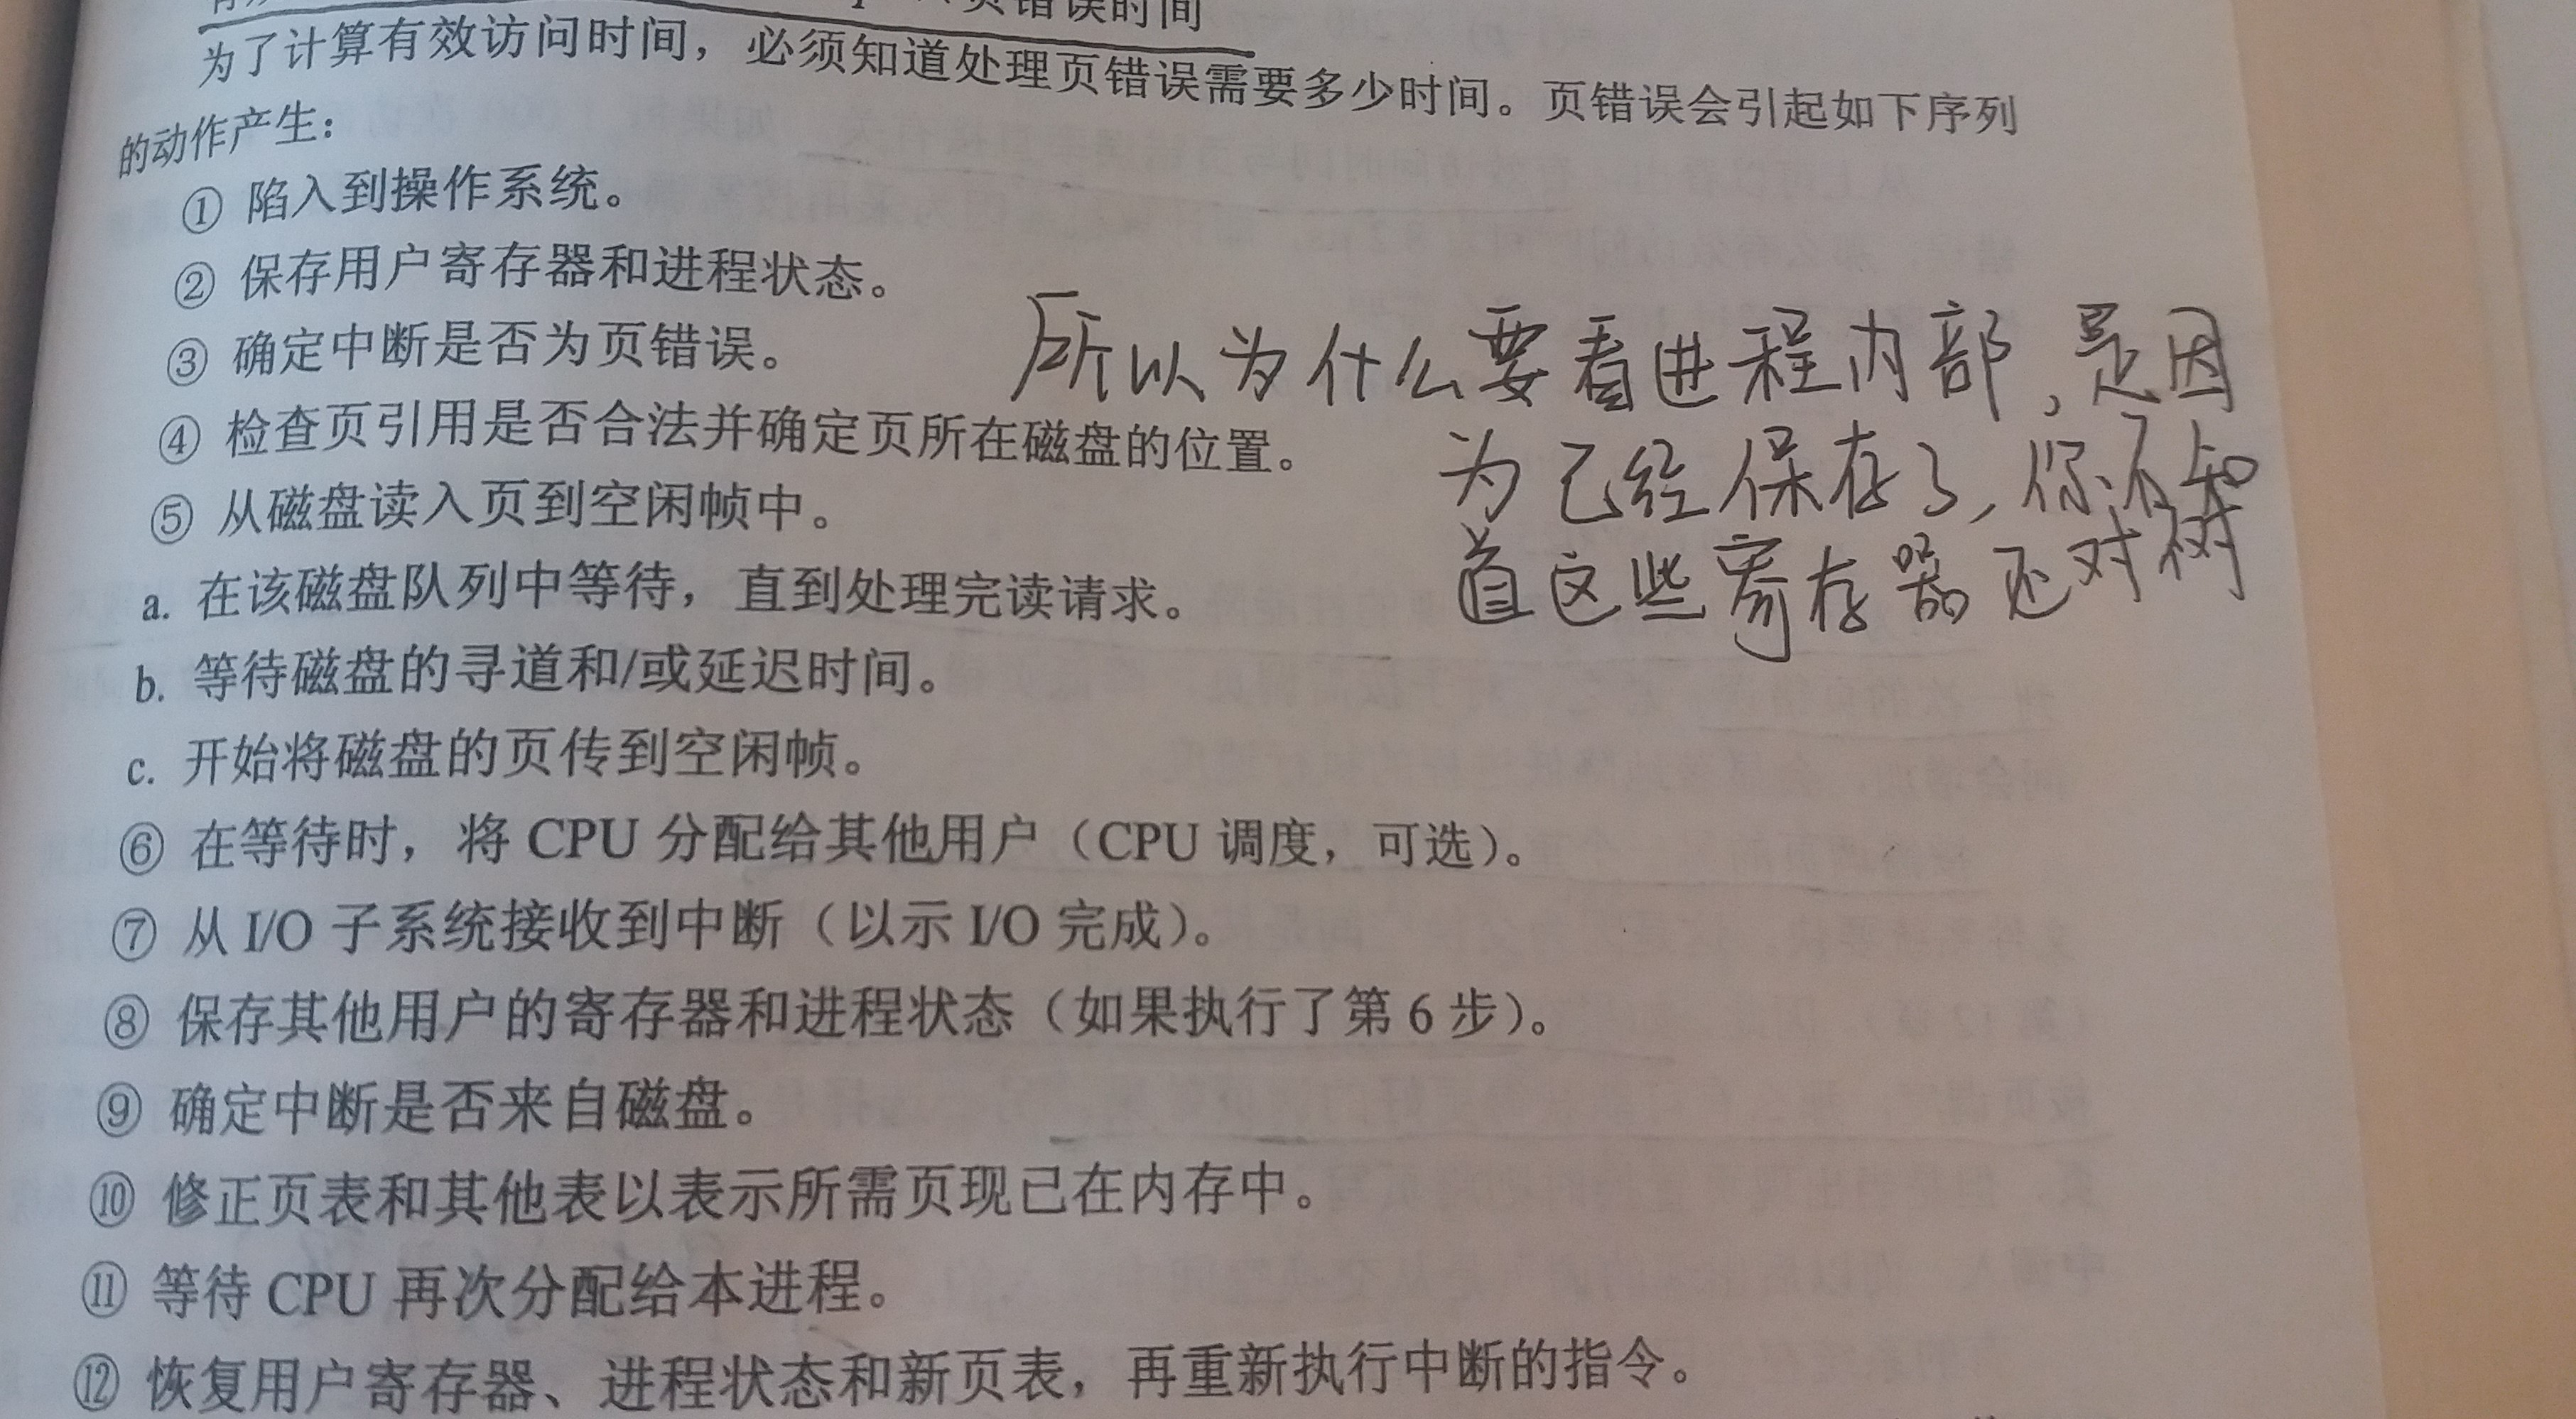 页错误时间
为了计算有效访问时间，必须知道处理页错误需要多少时间。页错误会引起如下序列
的动作产生：
① 陷入到操作系统。
② 保存用户寄存器和进程状态。
③ 确定中断是否为页错误。
④ 检查页引用是否合法并确定页所在磁盘的位置。
⑤ 从磁盘读入页到空闲帧中。
a. 在该磁盘队列中等待，直到处理完读请求。
b. 等待磁盘的寻道和/或延迟时间。
c. 开始将磁盘的页传到空闲帧。
⑥ 在等待时，将 CPU 分配给其他用户（CPU 调度，可选）。
⑦ 从 I/O 子系统接收到中断（以示 I/O 完成）。
⑧ 保存其他用户的寄存器和进程状态（如果执行了第 6 步）。
⑨ 确定中断是否来自磁盘。
⑩ 修正页表和其他表以表示所需页现已在内存中。
⑪ 等待 CPU 再次分配给本进程。
⑫ 恢复用户寄存器、进程状态和新页表，再重新执行中断的指令。
所以为什么要看进程内部，是因
为已经保存了，你不知
道这些寄存器还对